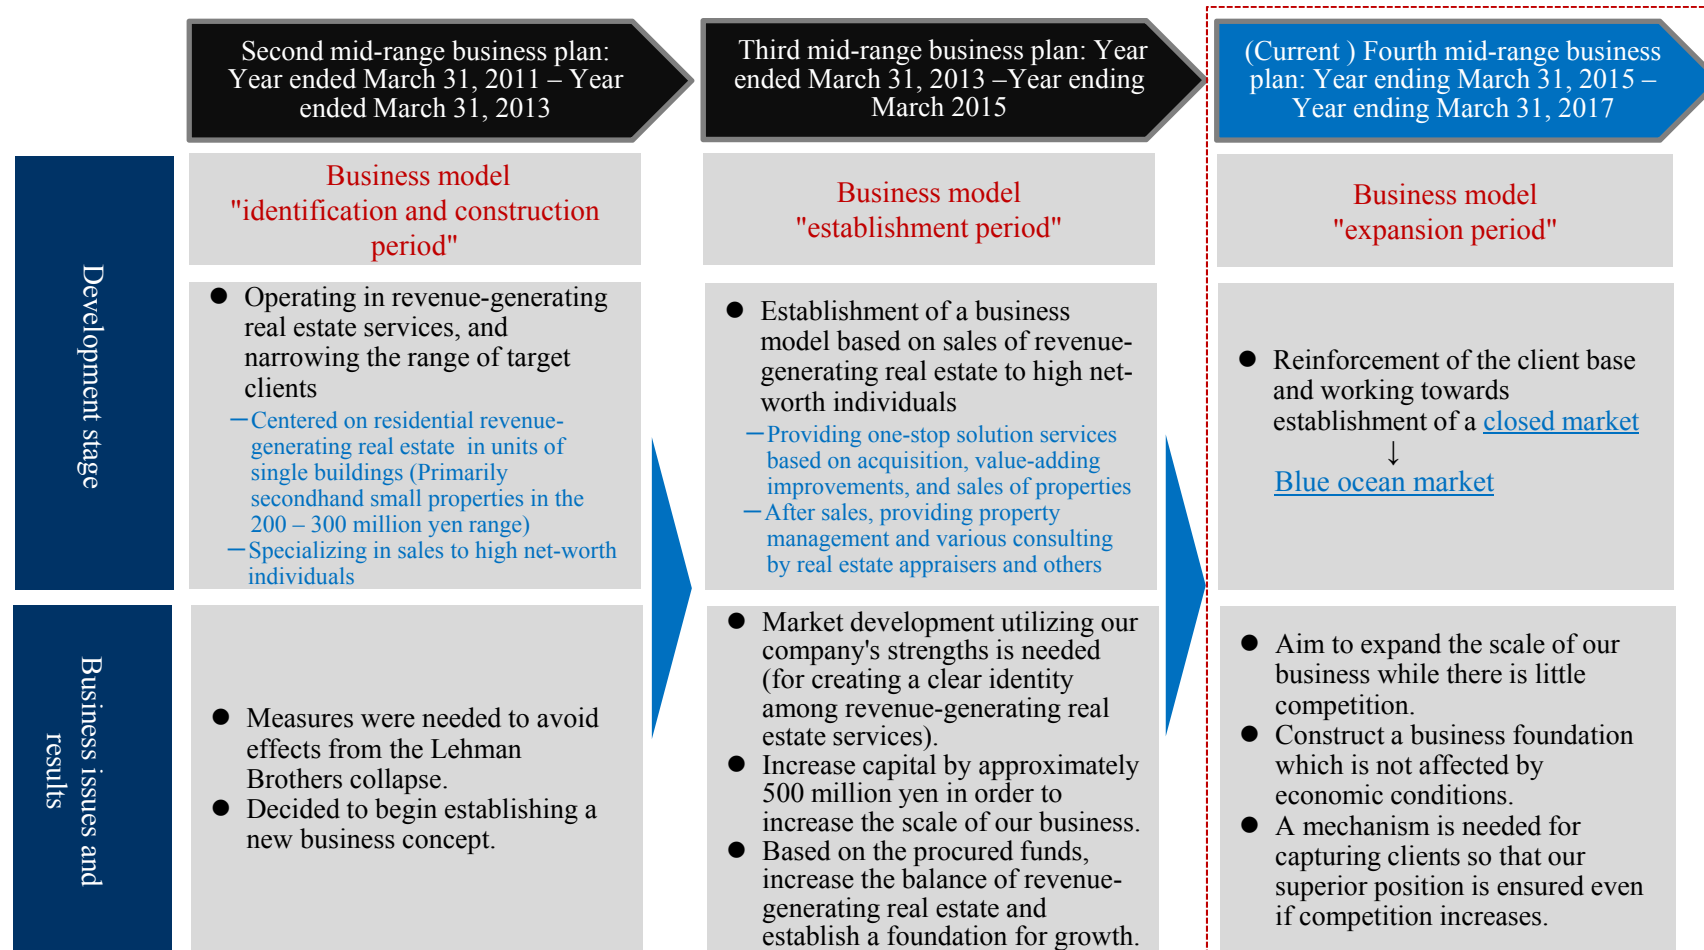 Second mid-range business plan:
Year ended March 31, 2011 – Year
ended March 31, 2013
Third mid-range business plan: Year
ended March 31, 2013 –Year ending
March 2015
(Current ) Fourth mid-range business
plan: Year ending March 31, 2015 –
Year ending March 31, 2017
Development stage
Business model
"identification and construction
period"
Business model
"establishment period"
Business model
"expansion period"
● Operating in revenue-generating
real estate services, and
narrowing the range of target
clients
－Centered on residential revenue-
generating real estate in units of
single buildings (Primarily
secondhand small properties in the
200 – 300 million yen range)
－Specializing in sales to high net-worth
individuals
● Establishment of a business
model based on sales of revenue-
generating real estate to high net-
worth individuals
－Providing one-stop solution services
based on acquisition, value-adding
improvements, and sales of properties
－After sales, providing property
management and various consulting
by real estate appraisers and others
● Reinforcement of the client base
and working towards
establishment of a closed market
↓
Blue ocean market
Business issues and
results
● Measures were needed to avoid
effects from the Lehman
Brothers collapse.
● Decided to begin establishing a
new business concept.
● Market development utilizing our
company's strengths is needed
(for creating a clear identity
among revenue-generating real
estate services).
● Increase capital by approximately
500 million yen in order to
increase the scale of our business.
● Based on the procured funds,
increase the balance of revenue-
generating real estate and
establish a foundation for growth.
● Aim to expand the scale of our
business while there is little
competition.
● Construct a business foundation
which is not affected by
economic conditions.
● A mechanism is needed for
capturing clients so that our
superior position is ensured even
if competition increases.